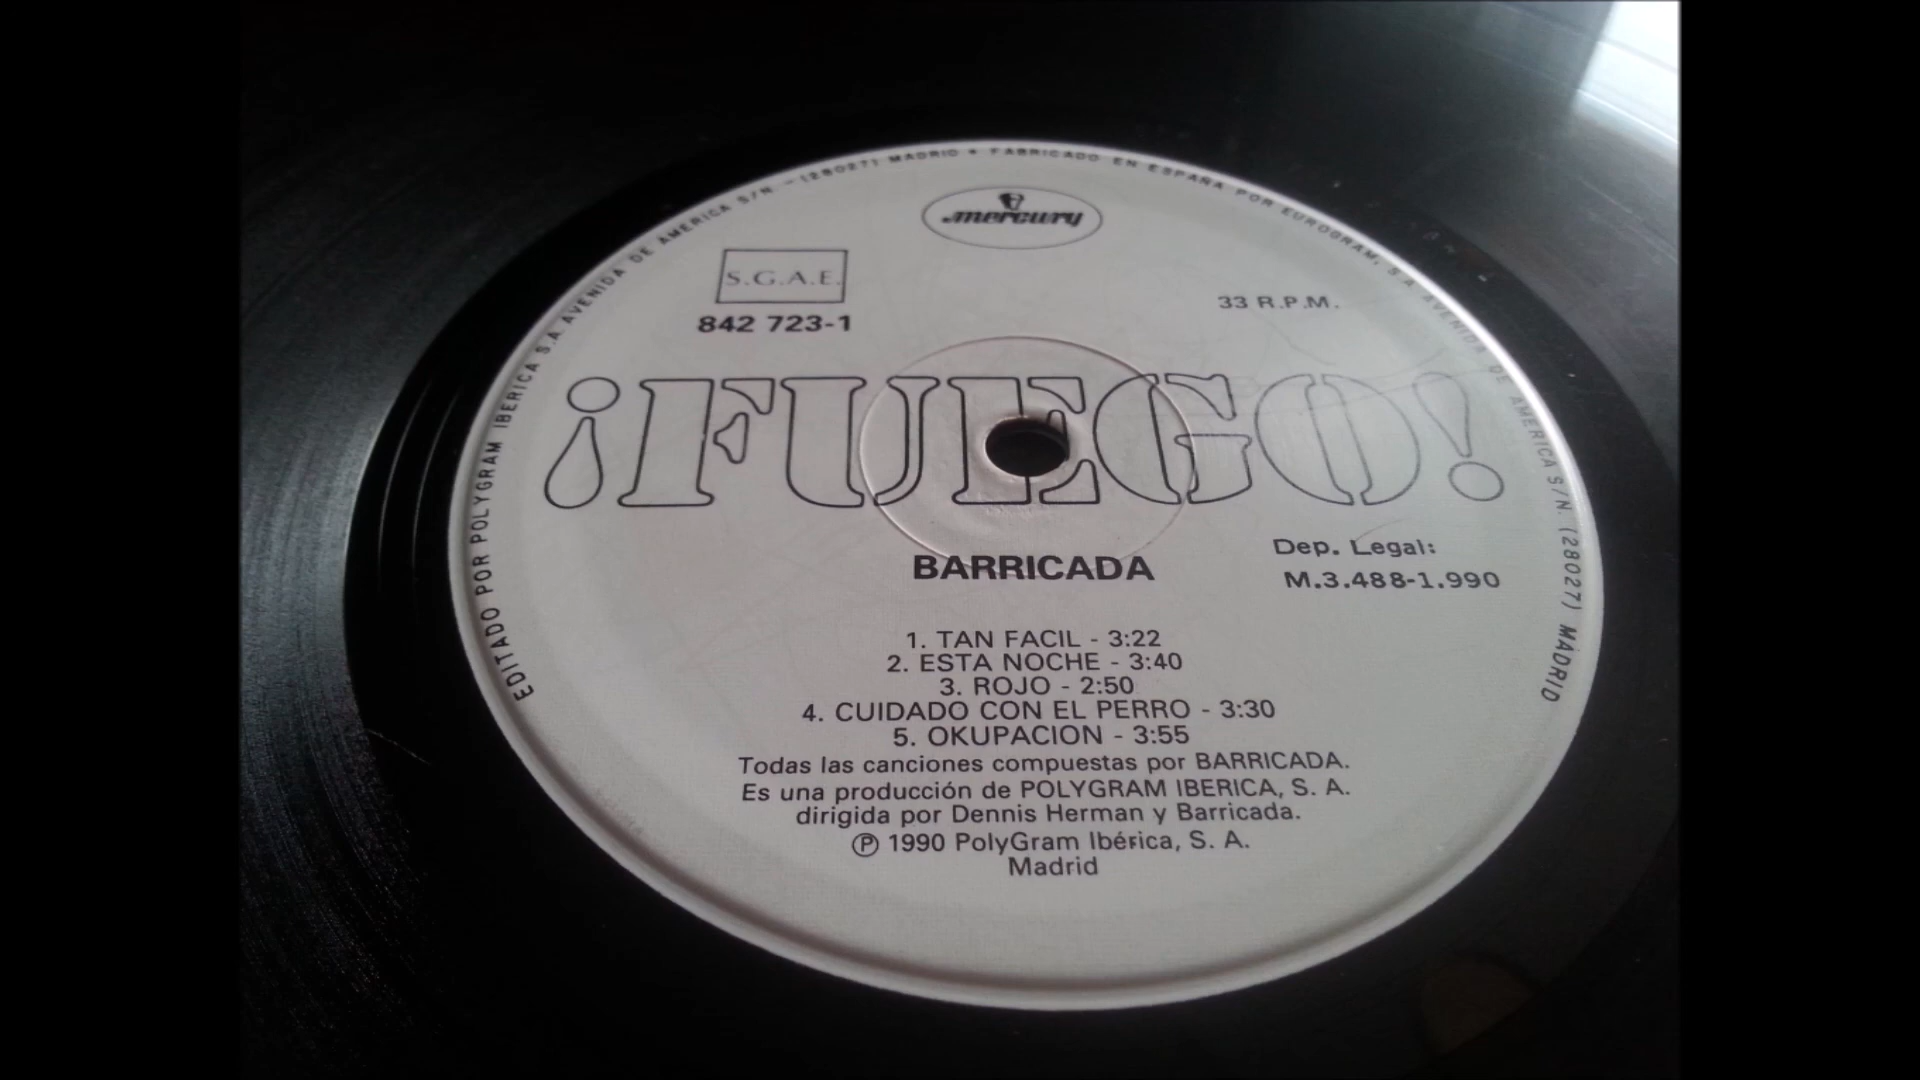 EDITADO POR POLYGRAM IBERICA S.A. AVENIDA DE AMERICA S/N. - (28027) MADRID • FABRICADO EN ESPAÑA POR EUROGRAM, S.A. AVENIDA DE AMERICA S/N. (28027) MADRID
mercury
S.G.A.E.
842 723-1
33 R.P.M.
¡FUEGO!
BARRICADA
Dep. Legal:
M.3.488-1.990
1. TAN FACIL - 3:22
2. ESTA NOCHE - 3:40
3. ROJO - 2:50
4. CUIDADO CON EL PERRO - 3:30
5. OKUPACION - 3:55
Todas las canciones compuestas por BARRICADA.
Es una producción de POLYGRAM IBERICA, S. A.
dirigida por Dennis Herman y Barricada.
Ⓟ 1990 PolyGram Ibérica, S. A.
Madrid